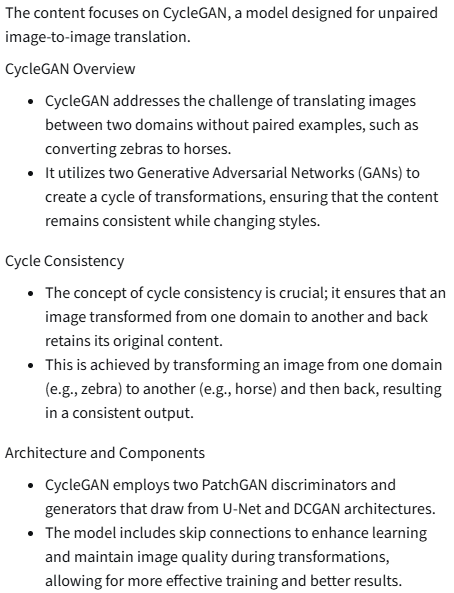 The content focuses on CycleGAN, a model designed for unpaired
image-to-image translation.
CycleGAN Overview
• CycleGAN addresses the challenge of translating images
between two domains without paired examples, such as
converting zebras to horses.
• It utilizes two Generative Adversarial Networks (GANs) to
create a cycle of transformations, ensuring that the content
remains consistent while changing styles.
Cycle Consistency
• The concept of cycle consistency is crucial; it ensures that an
image transformed from one domain to another and back
retains its original content.
• This is achieved by transforming an image from one domain
(e.g., zebra) to another (e.g., horse) and then back, resulting
in a consistent output.
Architecture and Components
• CycleGAN employs two PatchGAN discriminators and
generators that draw from U-Net and DCGAN architectures.
• The model includes skip connections to enhance learning
and maintain image quality during transformations,
allowing for more effective training and better results.